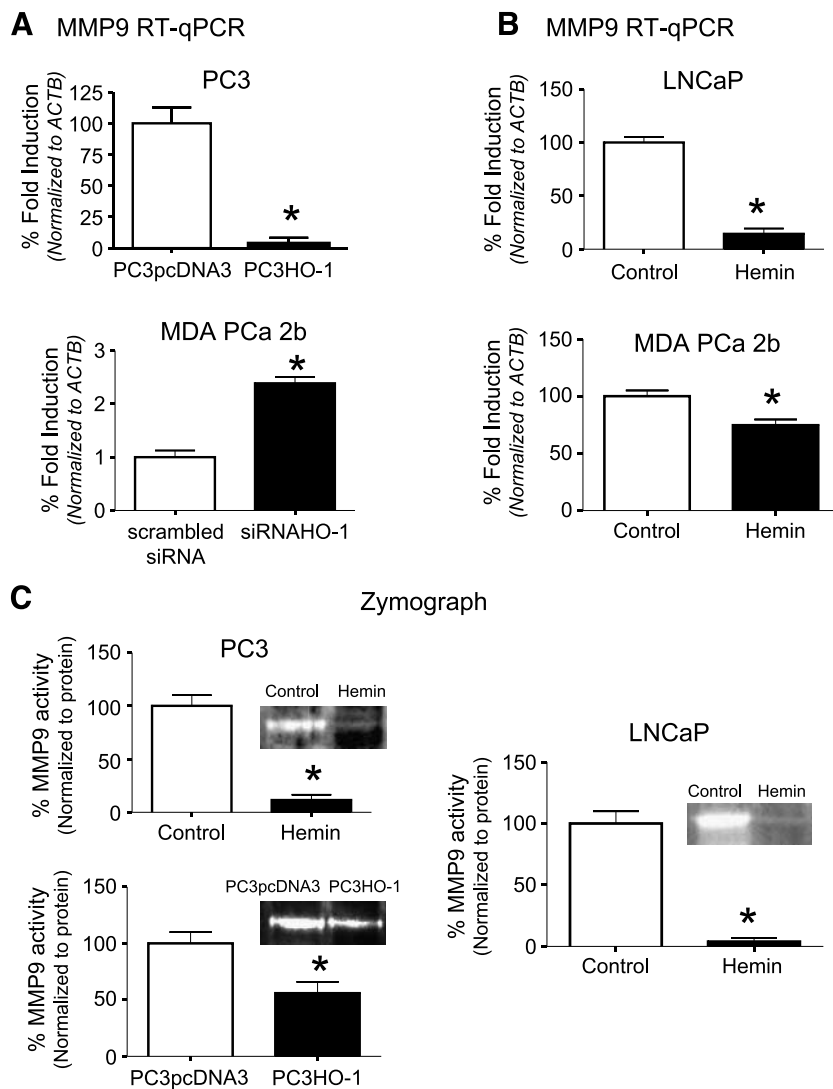 A MMP9 RT-qPCR
PC3
% Fold Induction
(Normalized to ACTB)
125
100
75
50
25
0
*
PC3pcDNA3 PC3HO-1
MDA PCa 2b
% Fold Induction
(Normalized to ACTB)
3
2
1
0
*
scrambled siRNAHO-1
siRNA
B MMP9 RT-qPCR
LNCaP
% Fold Induction
(Normalized to ACTB)
150
100
50
0
*
Control Hemin
MDA PCa 2b
% Fold Induction
(Normalized to ACTB)
150
100
50
0
*
Control Hemin
C Zymograph
PC3
% MMP9 activity
(Normalized to protein)
150
100
50
0
Control Hemin
*
Control Hemin
% MMP9 activity
(Normalized to protein)
150
100
50
0
PC3pcDNA3 PC3HO-1
*
PC3pcDNA3 PC3HO-1
LNCaP
% MMP9 activity
(Normalized to protein)
150
100
50
0
Control Hemin
*
Control Hemin